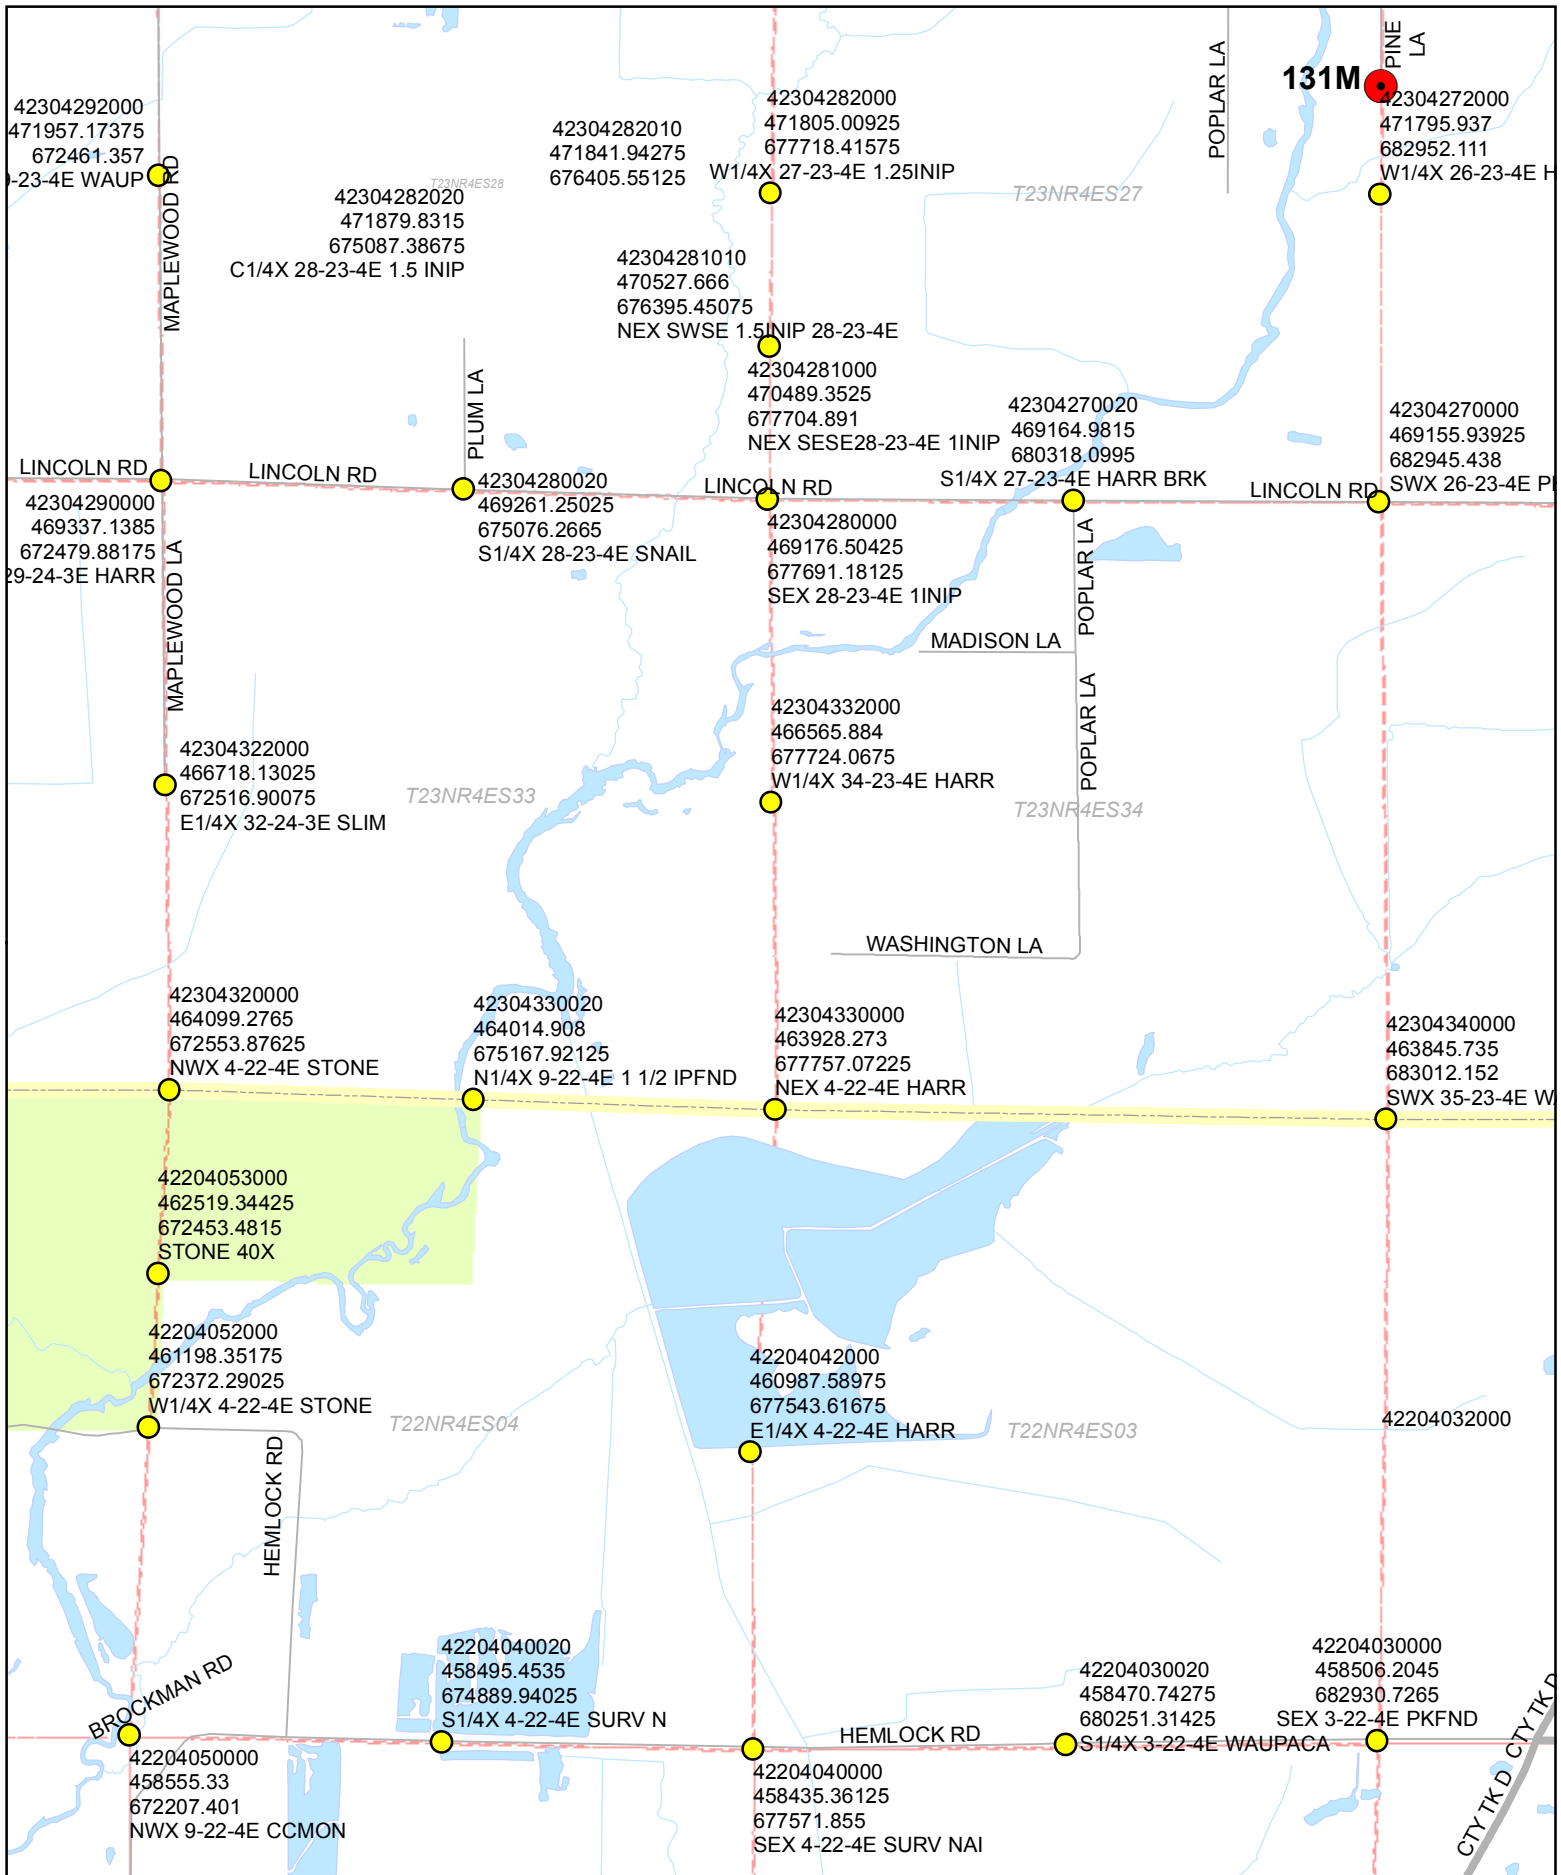 PINE
LA
POPLAR LA
131M
42304292000
471957.17375
672461.357
-23-4E WAUP
MAPLEWOOD RD
42304282010
471841.94275
676405.55125
42304282000
471805.00925
677718.41575
W1/4X 27-23-4E 1.25INIP
42304272000
471795.937
682952.111
W1/4X 26-23-4E H
T23NR4ES28
T23NR4ES27
42304282020
471879.8315
675087.38675
C1/4X 28-23-4E 1.5 INIP
42304281010
470527.666
676395.45075
NEX SWSE 1.5INIP 28-23-4E
42304281000
470489.3525
677704.891
NEX SESE28-23-4E 1INIP
PLUM LA
42304270020
469164.9815
680318.0995
S1/4X 27-23-4E HARR BRK
42304270000
469155.93925
682945.438
SWX 26-23-4E P
LINCOLN RD
LINCOLN RD
LINCOLN RD
LINCOLN RD
42304290000
469337.1385
672479.88175
29-24-3E HARR
42304280020
469261.25025
675076.2665
S1/4X 28-23-4E SNAIL
42304280000
469176.50425
677691.18125
SEX 28-23-4E 1INIP
POPLAR LA
MAPLEWOOD LA
MADISON LA
POPLAR LA
42304322000
466718.13025
672516.90075
E1/4X 32-24-3E SLIM
42304332000
466565.884
677724.0675
W1/4X 34-23-4E HARR
T23NR4ES33
T23NR4ES34
WASHINGTON LA
42304320000
464099.2765
672553.87625
NWX 4-22-4E STONE
42304330020
464014.908
675167.92125
N1/4X 9-22-4E 1 1/2 IPFND
42304330000
463928.273
677757.07225
NEX 4-22-4E HARR
42304340000
463845.735
683012.152
SWX 35-23-4E W
42204053000
462519.34425
672453.4815
STONE 40X
42204052000
461198.35175
672372.29025
W1/4X 4-22-4E STONE
42204042000
460987.58975
677543.61675
E1/4X 4-22-4E HARR
T22NR4ES04
T22NR4ES03
42204032000
HEMLOCK RD
BROCKMAN RD
42204040020
458495.4535
674889.94025
S1/4X 4-22-4E SURV N
42204030020
458470.74275
680251.31425
S1/4X 3-22-4E WAUPACA
42204030000
458506.2045
682930.7265
SEX 3-22-4E PKFND
HEMLOCK RD
42204050000
458555.33
672207.401
NWX 9-22-4E CCMON
42204040000
458435.36125
677571.855
SEX 4-22-4E SURV NAI
CTY TK D
CTY TK D